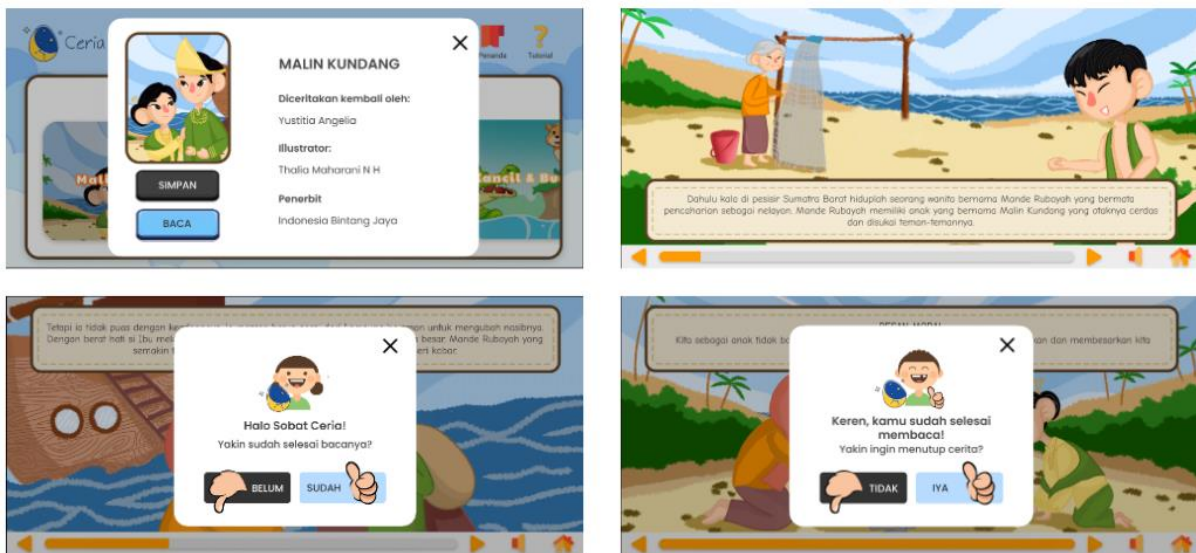 Ceria
Penanda
Tutorial
MALIN KUNDANG
Diceritakan kembali oleh:
Yustitia Angelia
Illustrator:
Thalia Maharani N H
Penerbit
Indonesia Bintang Jaya
SIMPAN
BACA
Dahulu kala di pesisir Sumatra Barat hiduplah seorang wanita bernama Mande Rubayah yang bermata
pencaharian sebagai nelayan. Mande Rubayah memiliki anak yang bernama Malin Kundang yang otaknya cerdas
dan disukai teman-temannya.
Tetapi ia tidak puas dengan untuk mengubah nasibnya.
Dengan berat hati si Ibu besar. Mande Rubayah yang
semakin kabar.
Halo Sobat Ceria!
Yakin sudah selesai bacanya?
BELUM
SUDAH
PESAN MORAL
Kita sebagai anak tidak dan membesarkan kita
Keren, kamu sudah selesai
membaca!
Yakin ingin menutup cerita?
TIDAK
IYA